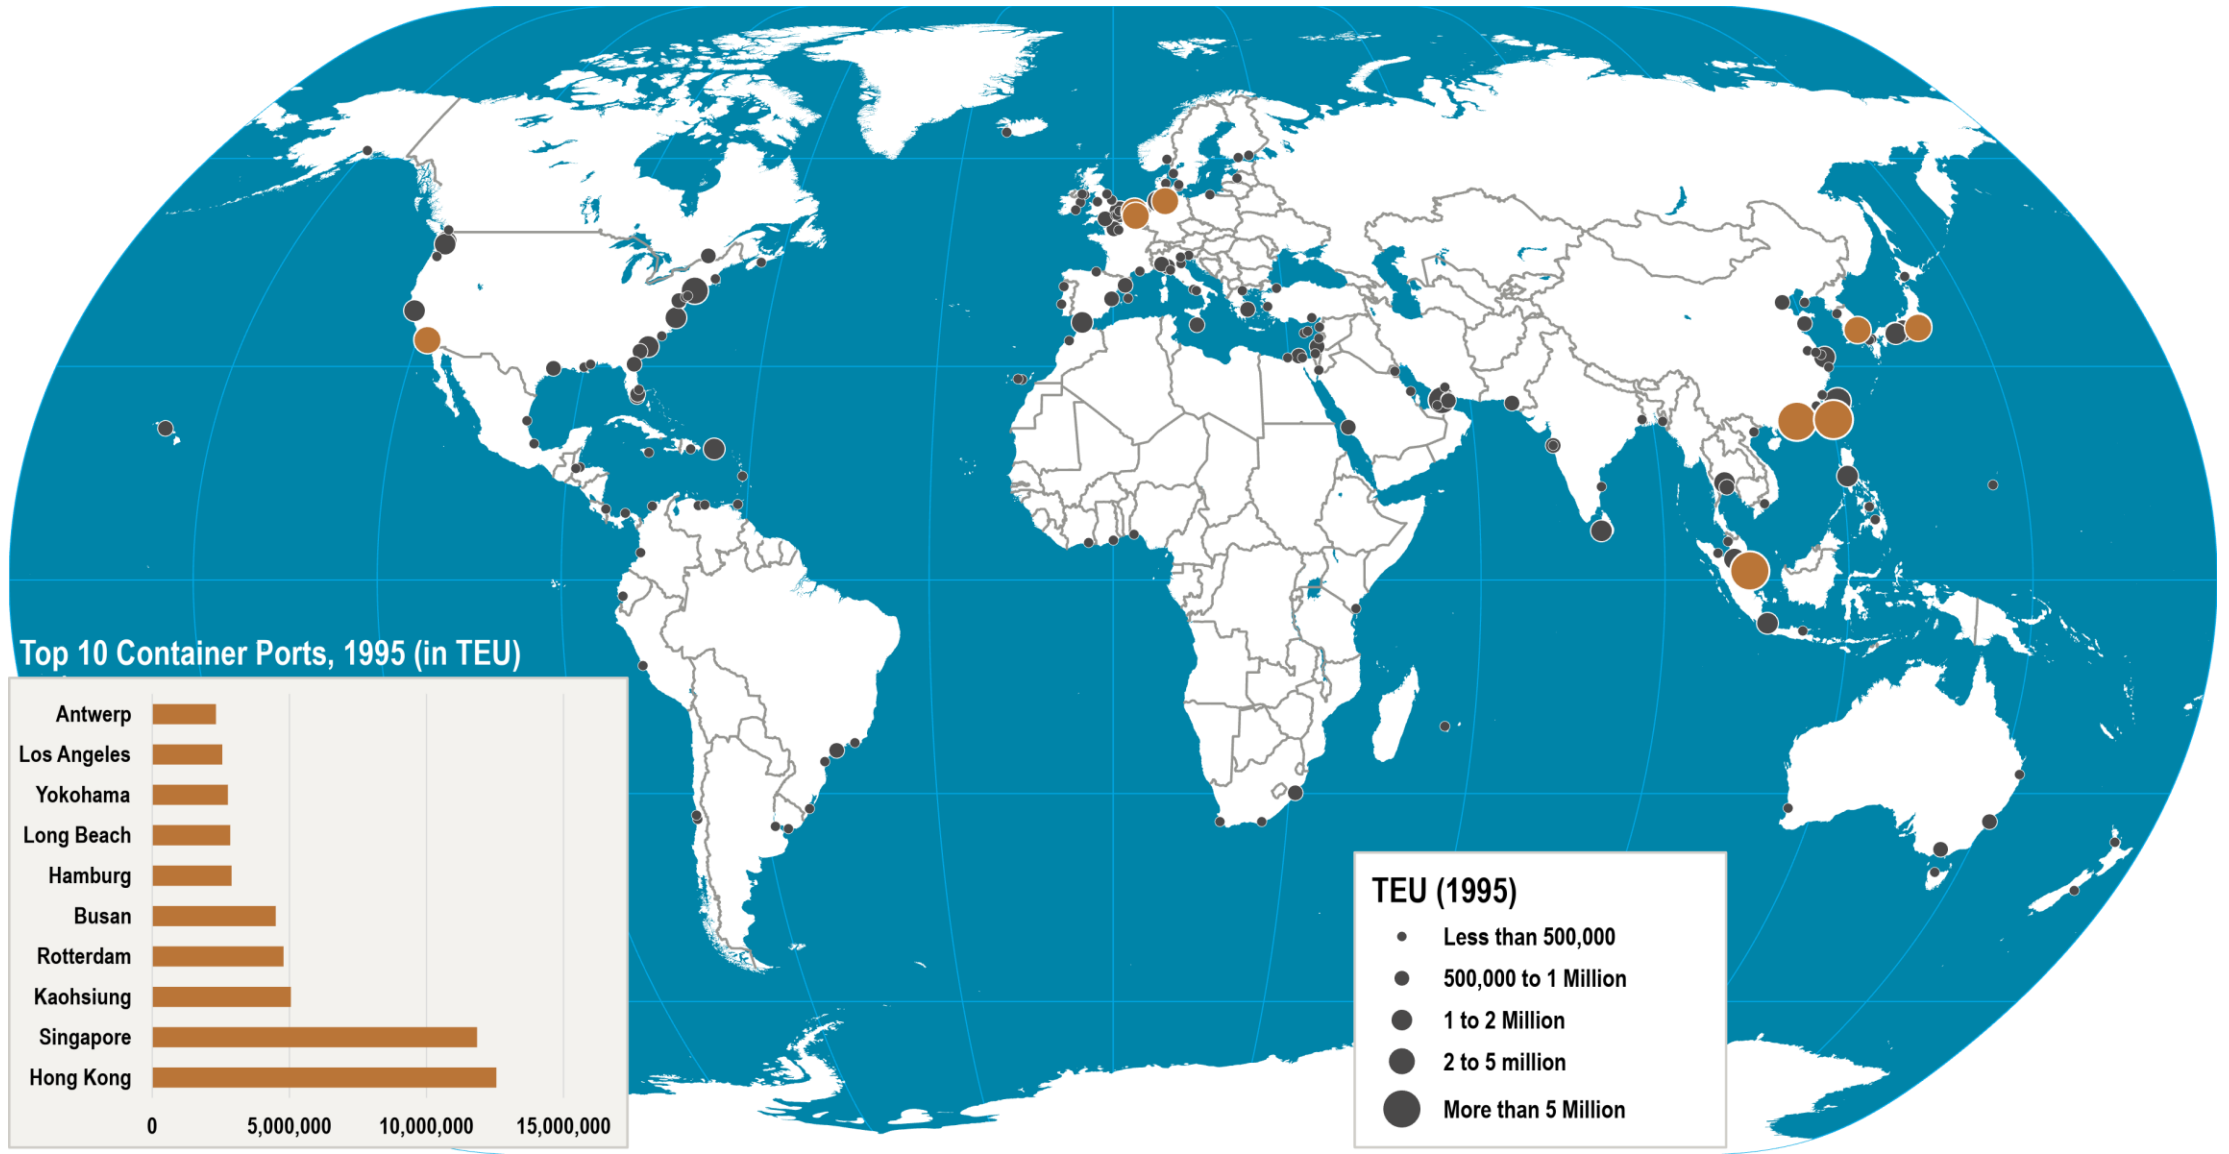 Top 10 Container Ports, 1995 (in TEU)
Antwerp
Los Angeles
Yokohama
Long Beach
Hamburg
Busan
Rotterdam
Kaohsiung
Singapore
Hong Kong
0 5,000,000 10,000,000 15,000,000
TEU (1995)
Less than 500,000
500,000 to 1 Million
1 to 2 Million
2 to 5 million
More than 5 Million